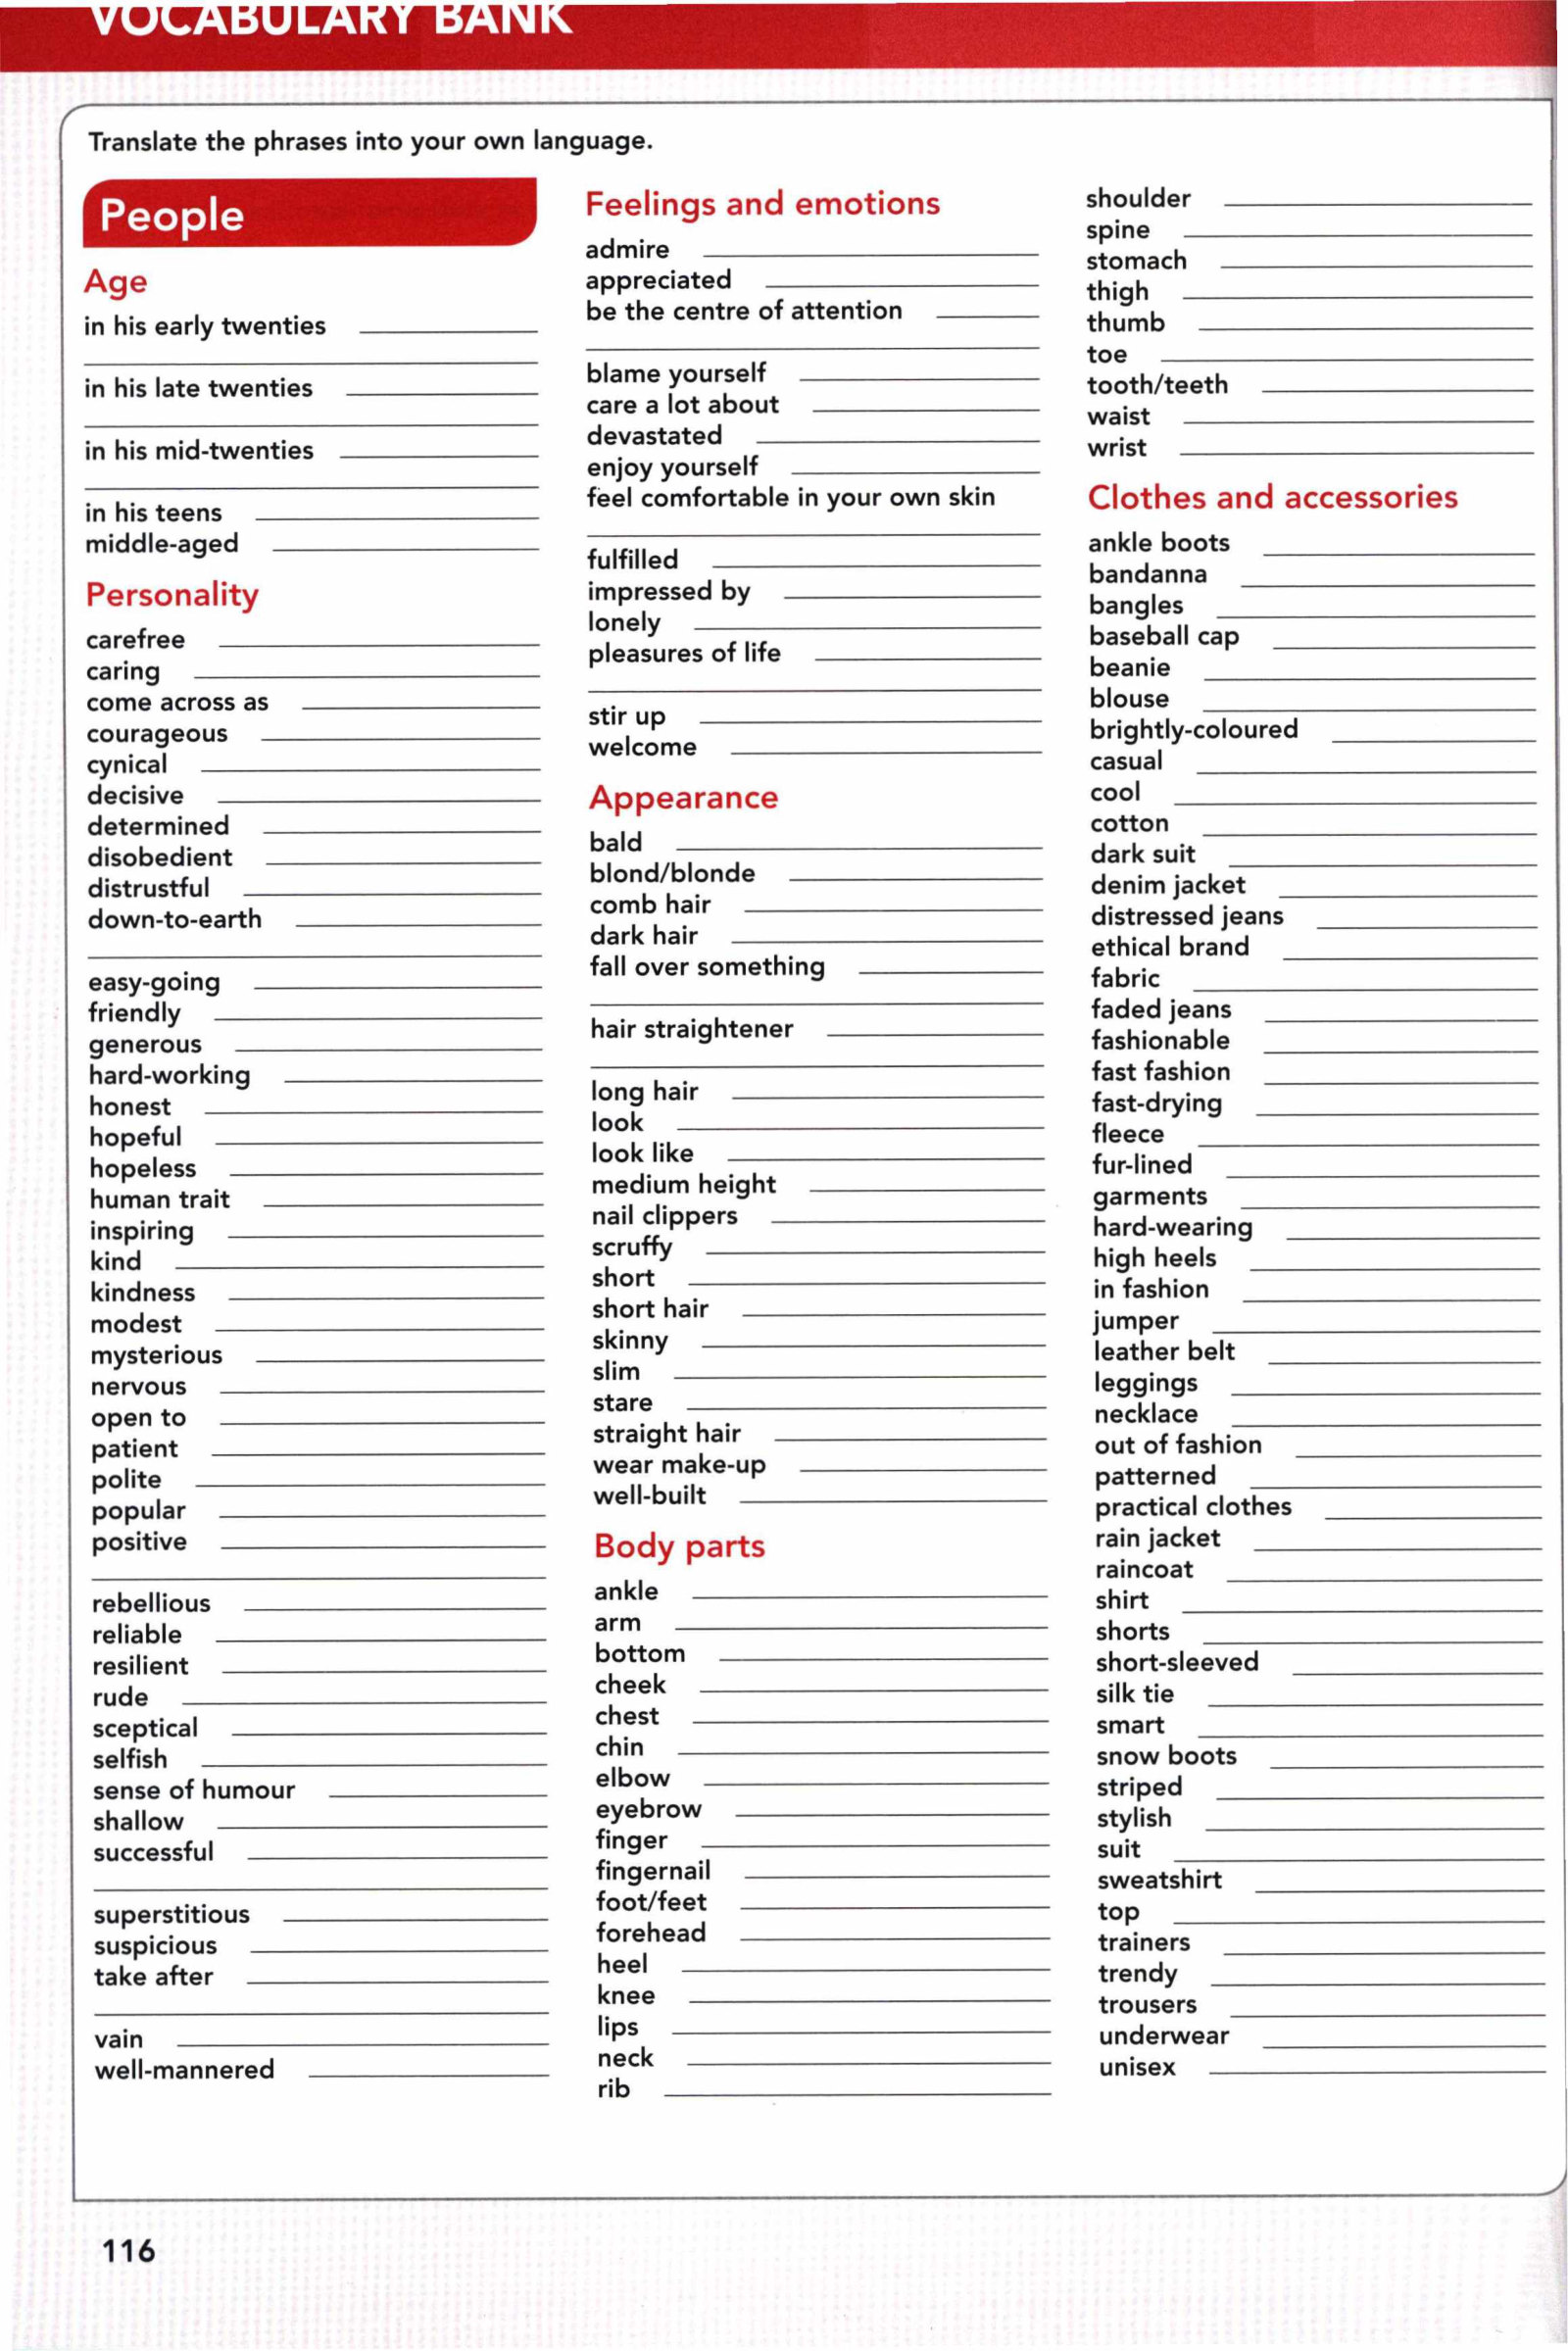 VOCABULARY BANK
Translate the phrases into your own language.
People
Age
in his early twenties
in his late twenties
in his mid-twenties
in his teens
middle-aged
Personality
carefree
caring
come across as
courageous
cynical
decisive
determined
disobedient
distrustful
down-to-earth
easy-going
friendly
generous
hard-working
honest
hopeful
hopeless
human trait
inspiring
kind
kindness
modest
mysterious
nervous
open to
patient
polite
popular
positive
rebellious
reliable
resilient
rude
sceptical
selfish
sense of humour
shallow
successful
superstitious
suspicious
take after
vain
well-mannered
Feelings and emotions
admire
appreciated
be the centre of attention
blame yourself
care a lot about
devastated
enjoy yourself
feel comfortable in your own skin
fulfilled
impressed by
lonely
pleasures of life
stir up
welcome
Appearance
bald
blond/blonde
comb hair
dark hair
fall over something
hair straightener
long hair
look
look like
medium height
nail clippers
scruffy
short
short hair
skinny
slim
stare
straight hair
wear make-up
well-built
Body parts
ankle
arm
bottom
cheek
chest
chin
elbow
eyebrow
finger
fingernail
foot/feet
forehead
heel
knee
lips
neck
rib
shoulder
spine
stomach
thigh
thumb
toe
tooth/teeth
waist
wrist
Clothes and accessories
ankle boots
bandanna
bangles
baseball cap
beanie
blouse
brightly-coloured
casual
cool
cotton
dark suit
denim jacket
distressed jeans
ethical brand
fabric
faded jeans
fashionable
fast fashion
fast-drying
fleece
fur-lined
garments
hard-wearing
high heels
in fashion
jumper
leather belt
leggings
necklace
out of fashion
patterned
practical clothes
rain jacket
raincoat
shirt
shorts
short-sleeved
silk tie
smart
snow boots
striped
stylish
suit
sweatshirt
top
trainers
trendy
trousers
underwear
unisex
116